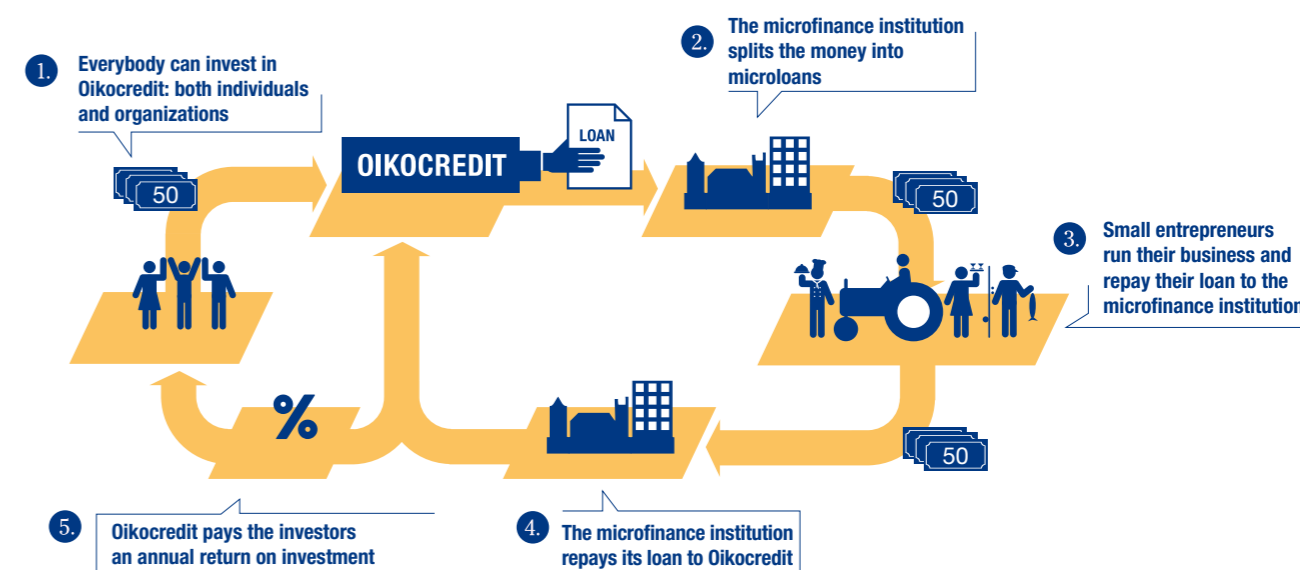 1.
Everybody can invest in
Oikocredit: both individuals
and organizations
2.
The microfinance institution
splits the money into
microloans
OIKOCREDIT
LOAN
50
50
3.
Small entrepreneurs
run their business and
repay their loan to the
microfinance institution
50
%
4.
The microfinance institution
repays its loan to Oikocredit
5.
Oikocredit pays the investors
an annual return on investment